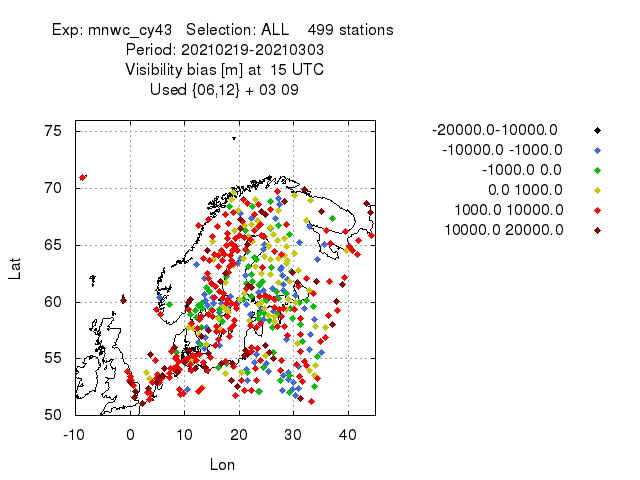 Exp: mnwc_cy43   Selection: ALL    499 stations
Period: 20210219-20210303
Visibility bias [m] at  15 UTC
Used {06,12} + 03 09
-20000.0-10000.0
-10000.0 -1000.0
-1000.0 0.0
0.0 1000.0
1000.0 10000.0
10000.0 20000.0
75
70
65
60
55
50
Lat
-10 0 10 20 30 40
Lon